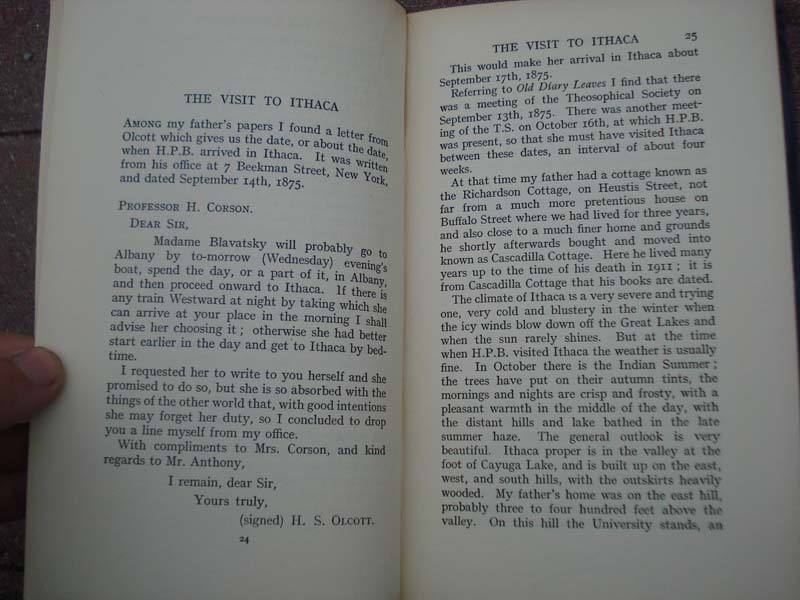 THE VISIT TO ITHACA
AMONG my father's papers I found a letter from
Olcott which gives us the date, or about the date,
when H.P.B. arrived in Ithaca. It was written
from his office at 7 Beekman Street, New York,
and dated September 14th, 1875.
PROFESSOR H. CORSON.
DEAR SIR,
Madame Blavatsky will probably go to
Albany by to-morrow (Wednesday) evening's
boat, spend the day, or a part of it, in Albany,
and then proceed onward to Ithaca. If there is
any train Westward at night by taking which she
can arrive at your place in the morning I shall
advise her choosing it; otherwise she had better
start earlier in the day and get to Ithaca by bed-
time.
I requested her to write to you herself and she
promised to do so, but she is so absorbed with the
things of the other world that, with good intentions
she may forget her duty, so I concluded to drop
you a line myself from my office.
With compliments to Mrs. Corson, and kind
regards to Mr. Anthony,
I remain, dear Sir,
Yours truly,
(signed) H. S. OLCOTT.
24
THE VISIT TO ITHACA 25
This would make her arrival in Ithaca about
September 17th, 1875.
Referring to Old Diary Leaves I find that there
was a meeting of the Theosophical Society on
September 13th, 1875. There was another meet-
ing of the T.S. on October 16th, at which H.P.B.
was present, so that she must have visited Ithaca
between these dates, an interval of about four
weeks.
At that time my father had a cottage known as
the Richardson Cottage, on Heustis Street, not
far from a much more pretentious house on
Buffalo Street where we had lived for three years,
and also close to a much finer home and grounds
he shortly afterwards bought and moved into
known as Cascadilla Cottage. Here he lived many
years up to the time of his death in 1911; it is
from Cascadilla Cottage that his books are dated.
The climate of Ithaca is a very severe and trying
one, very cold and blustery in the winter when
the icy winds blow down off the Great Lakes and
when the sun rarely shines. But at the time
when H.P.B. visited Ithaca the weather is usually
fine. In October there is the Indian Summer;
the trees have put on their autumn tints, the
mornings and nights are crisp and frosty, with a
pleasant warmth in the middle of the day, with
the distant hills and lake bathed in the late
summer haze. The general outlook is very
beautiful. Ithaca proper is in the valley at the
foot of Cayuga Lake, and is built up on the east,
west, and south hills, with the outskirts heavily
wooded. My father's home was on the east hill,
probably three to four hundred feet above the
valley. On this hill the University stands, an